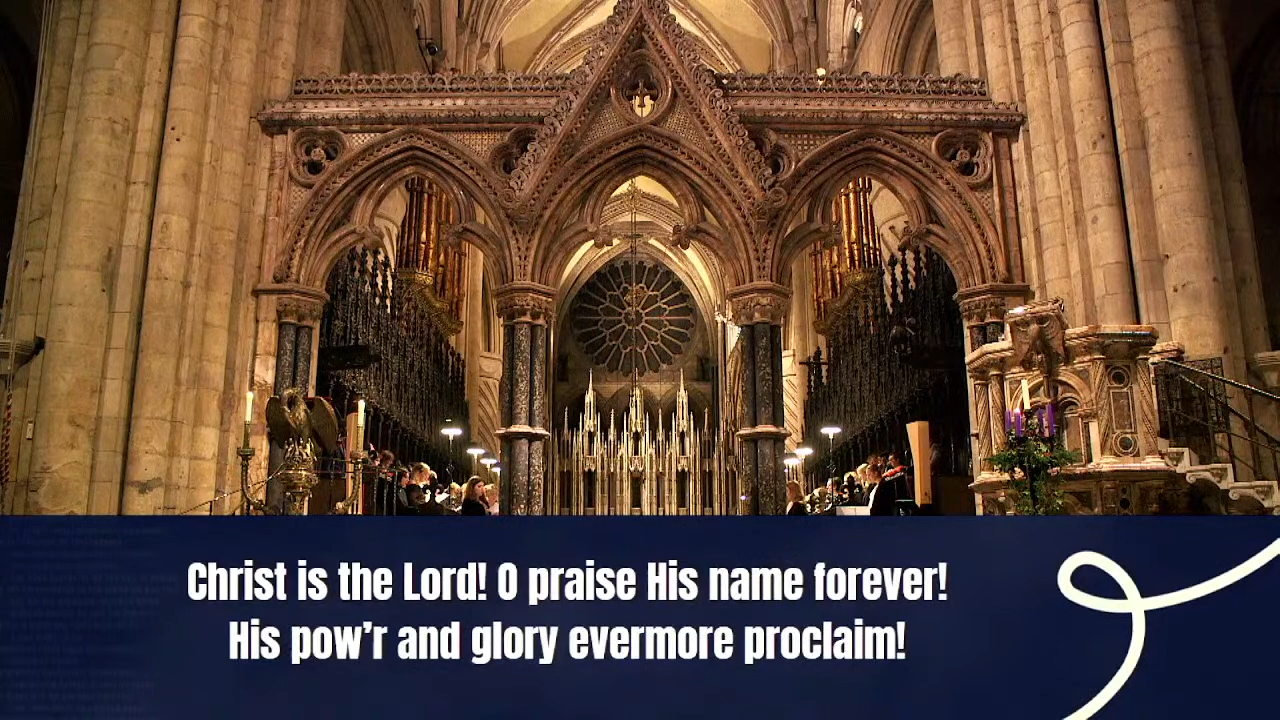 Christ is the Lord! O praise His name forever!
His pow’r and glory evermore proclaim!